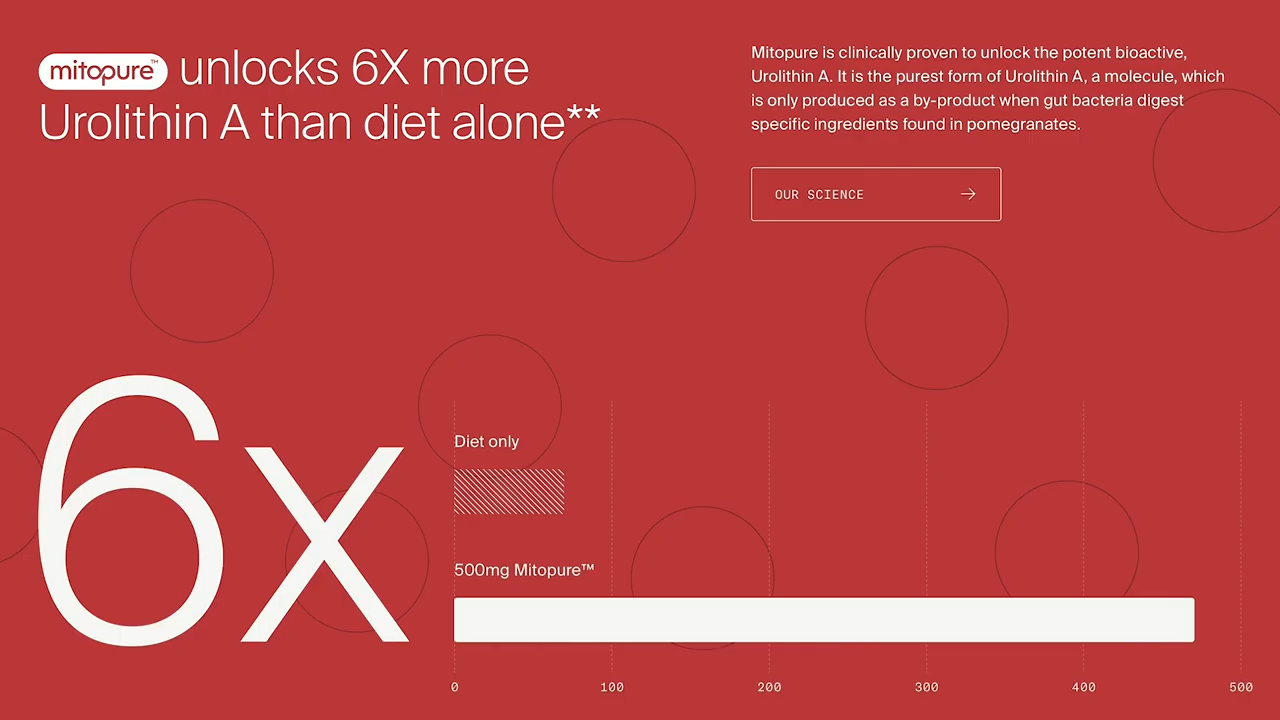 mitopure™ unlocks 6X more
Urolithin A than diet alone**
Mitopure is clinically proven to unlock the potent bioactive,
Urolithin A. It is the purest form of Urolithin A, a molecule, which
is only produced as a by-product when gut bacteria digest
specific ingredients found in pomegranates.
OUR SCIENCE →
6x
Diet only
500mg Mitopure™
0 100 200 300 400 500